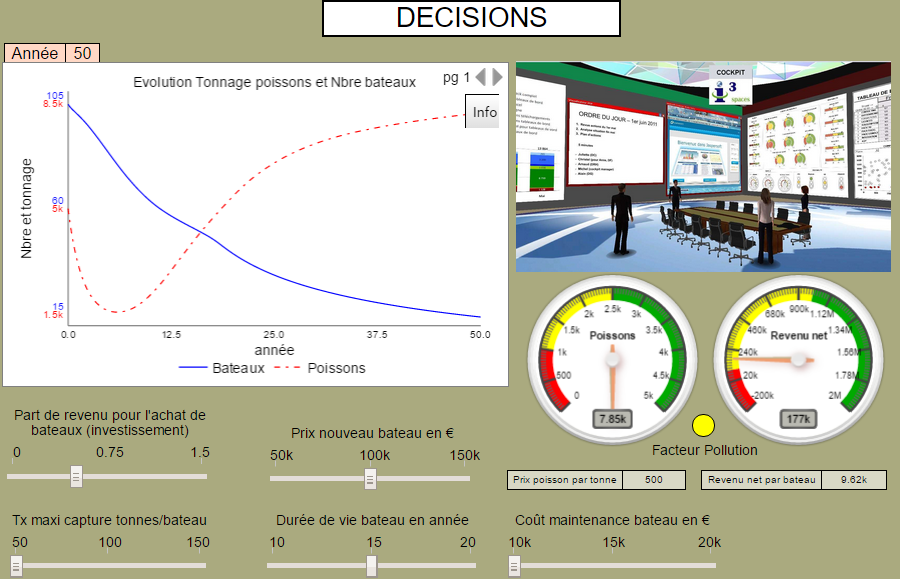 DECISIONS
Année 50
Evolution Tonnage poissons et Nbre bateaux
pg 1
Info
Nbre et tonnage
105
8.5k
60
5k
15
1.5k
0.0 12.5 25.0 37.5 50.0
année
Bateaux Poissons
COCKPIT
i3
spaces
ORDRE DU JOUR – 1er juin 2011
TABLEAU DE
Poissons
0 500 1k 1.5k 2k 2.5k 3k 3.5k 4k 4.5k 5k
7.85k
Revenu net
-200k 20k 240k 460k 680k 900k 1.12M 1.34M 1.56M 1.78M 2M
177k
Facteur Pollution
Prix poisson par tonne 500
Revenu net par bateau 9.62k
Part de revenu pour l'achat de
bateaux (investissement)
0 0.75 1.5
Prix nouveau bateau en €
50k 100k 150k
Tx maxi capture tonnes/bateau
50 100 150
Durée de vie bateau en année
10 15 20
Coût maintenance bateau en €
10k 15k 20k